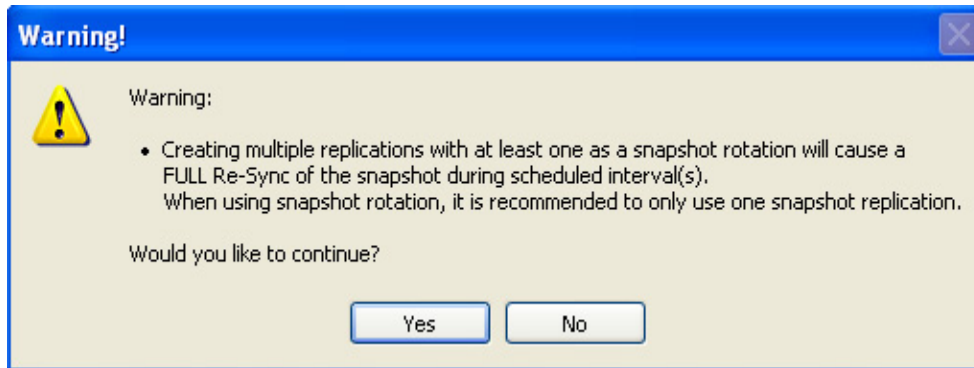 Warning!
Warning:
• Creating multiple replications with at least one as a snapshot rotation will cause a
FULL Re-Sync of the snapshot during scheduled interval(s).
When using snapshot rotation, it is recommended to only use one snapshot replication.
Would you like to continue?
Yes
No